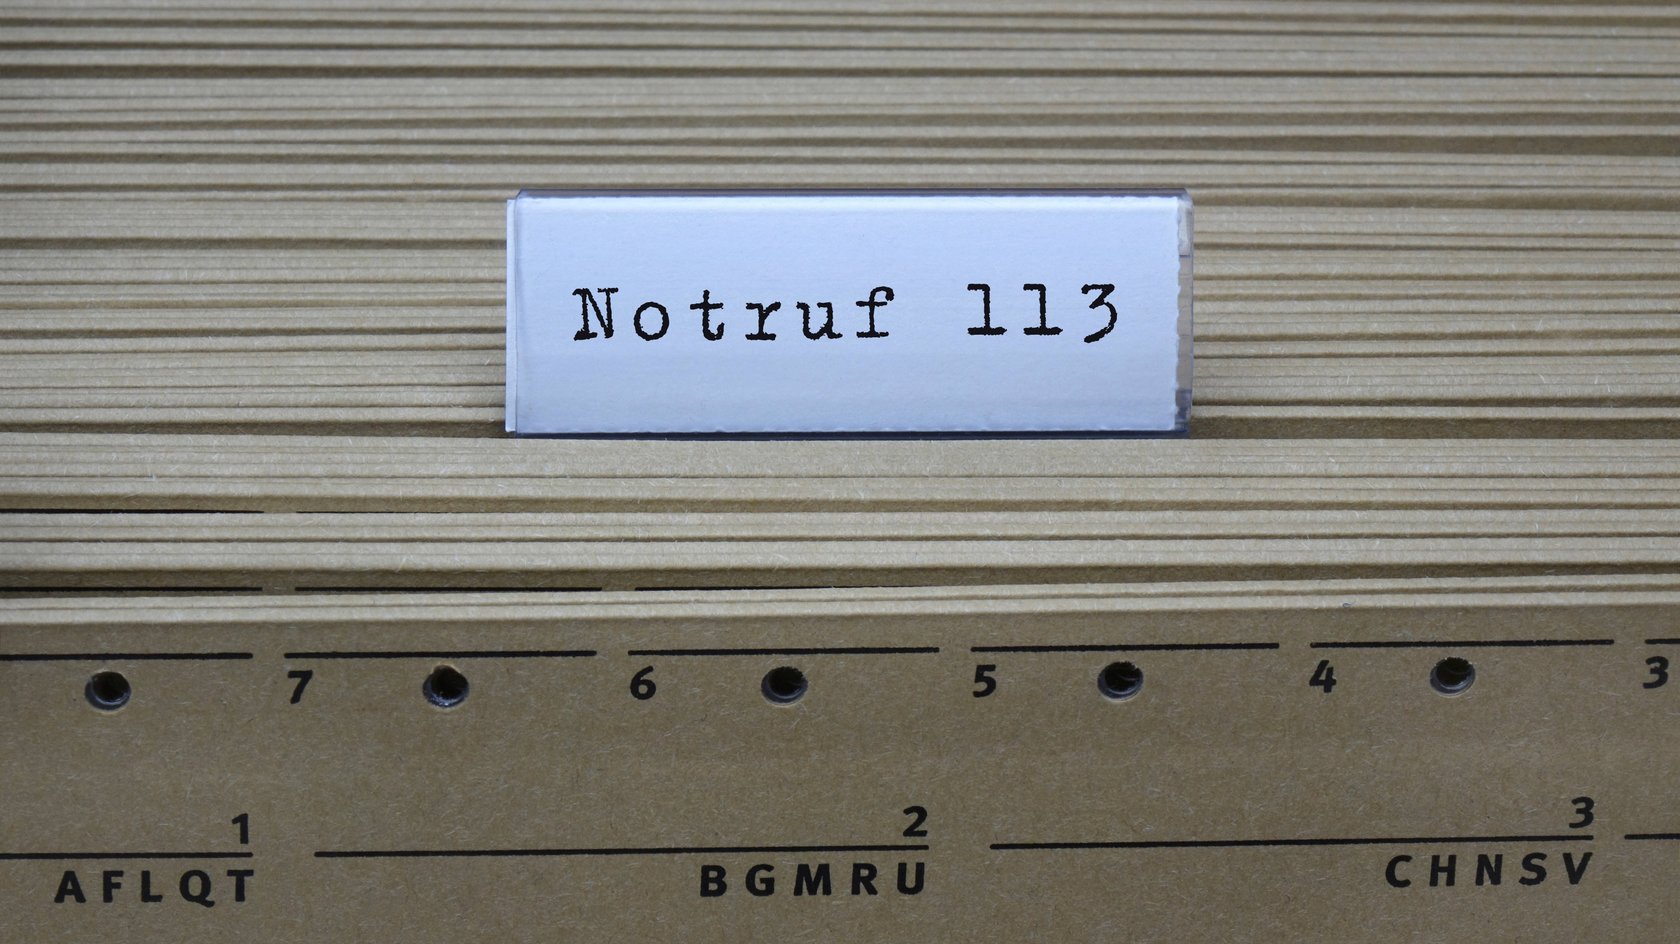 Notruf 113
7 6 5 4 3
1 2 3
AFLQT BGMRU CHNSV